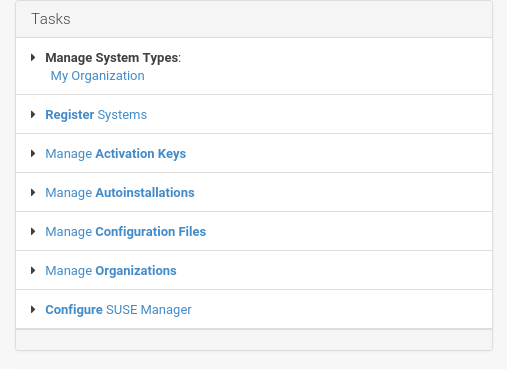 Tasks
Manage System Types:
My Organization
Register Systems
Manage Activation Keys
Manage Autoinstallations
Manage Configuration Files
Manage Organizations
Configure SUSE Manager